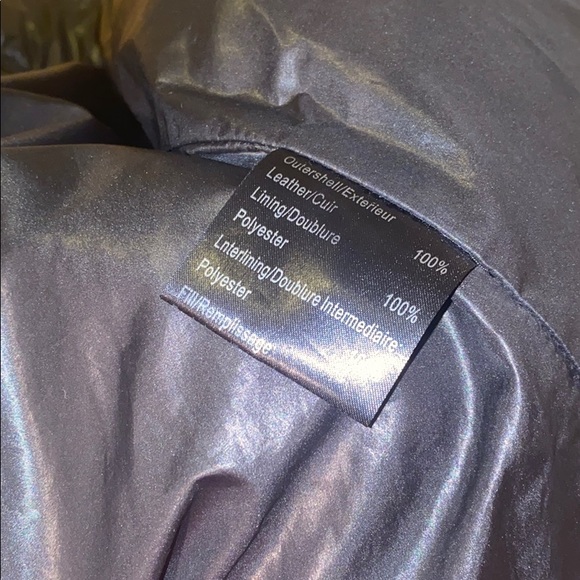 Outershell/Exterieur
Leather/Cuir 100%
Lining/Doublure
Polyester 100%
Lnterlining/Doublure Intermediaire
Polyester
Fill/Remplissage